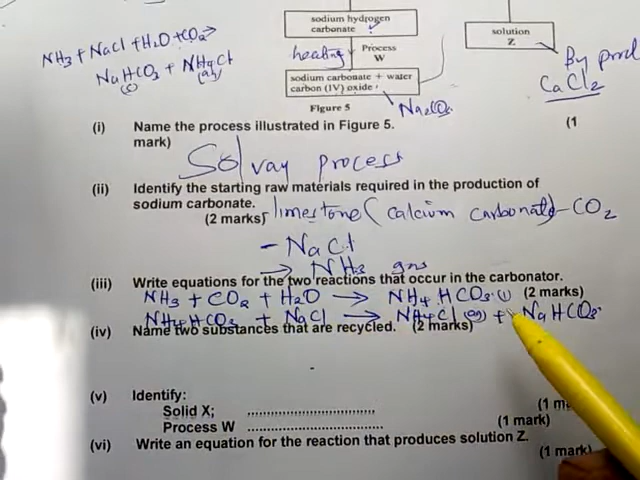 sodium hydrogen
carbonate
NH3 + NaCl + H2O + CO2 →
NaHCO3 + NH4Cl
(s) (aq)
heating Process
W
solution
Z
By prod
CaCl2
sodium carbonate + water
carbon (IV) oxide
Figure 5
Na2CO3
(i) Name the process illustrated in Figure 5. (1
mark)
Solvay process
(ii) Identify the starting raw materials required in the production of
sodium carbonate.
(2 marks) limestone (calcium carbonate) - CO2
- NaCl
→ NH3 gas
(iii) Write equations for the two reactions that occur in the carbonator.
NH3 + CO2 + H2O → NH4HCO3 (l) (2 marks)
NH4HCO3 + NaCl → NH4Cl (aq) + NaHCO3
(iv) Name two substances that are recycled. (2 marks)
(v) Identify:
Solid X; ................................ (1 m
Process W ................................ (1 mark)
(vi) Write an equation for the reaction that produces solution Z.
(1 mark)